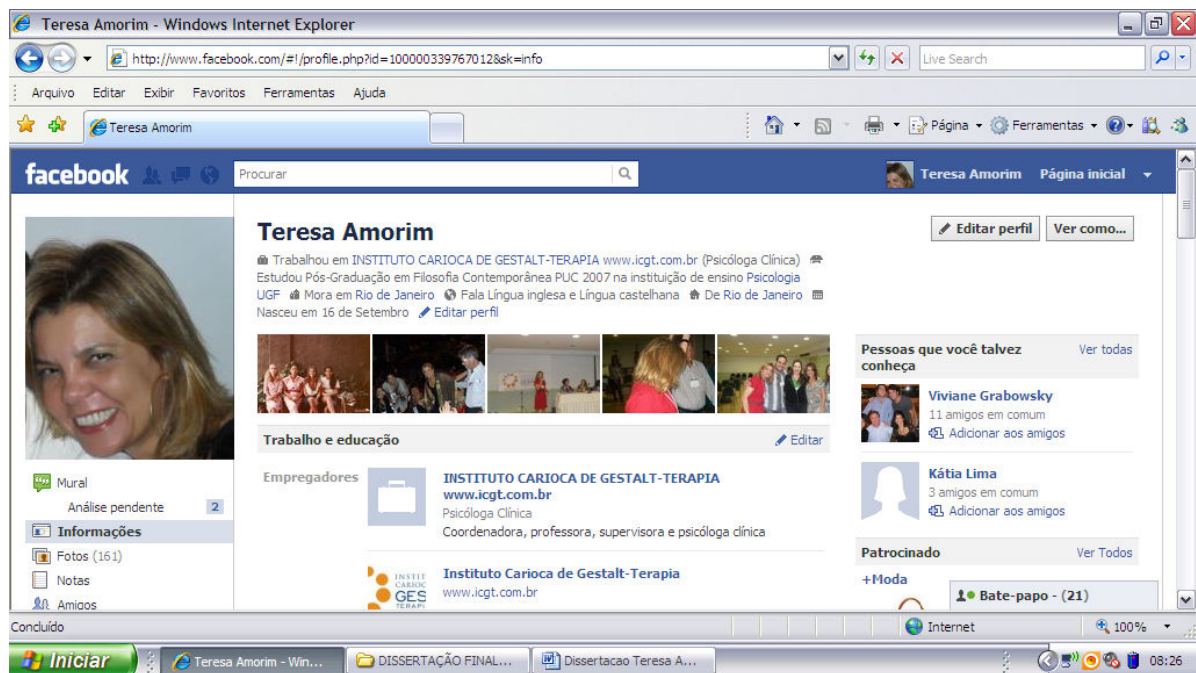 Teresa Amorim - Windows Internet Explorer
http://www.facebook.com/#!/profile.php?id=100000339767012&sk=info
Live Search
Arquivo Editar Exibir Favoritos Ferramentas Ajuda
Teresa Amorim
Página Ferramentas
facebook
Procurar
Teresa Amorim Página inicial
Teresa Amorim
Editar perfil Ver como...
Trabalhou em INSTITUTO CARIOCA DE GESTALT-TERAPIA www.icgt.com.br (Psicóloga Clínica)
Estudou Pós-Graduação em Filosofia Contemporânea PUC 2007 na instituição de ensino Psicologia
UGF Mora em Rio de Janeiro Fala Língua inglesa e Língua castelhana De Rio de Janeiro
Nasceu em 16 de Setembro Editar perfil
Trabalho e educação Editar
Empregadores
INSTITUTO CARIOCA DE GESTALT-TERAPIA
www.icgt.com.br
Psicóloga Clínica
Coordenadora, professora, supervisora e psicóloga clínica
INSTIT
CARIOC
GES
TERAPI
Instituto Carioca de Gestalt-Terapia
www.icgt.com.br
Mural
Análise pendente 2
Informações
Fotos (161)
Notas
Amigos
Pessoas que você talvez Ver todas
conheça
Viviane Grabowsky
11 amigos em comum
Adicionar aos amigos
Kátia Lima
3 amigos em comum
Adicionar aos amigos
Patrocinado Ver Todos
+Moda
Bate-papo - (21)
Concluído
Internet
100%
Iniciar
Teresa Amorim - Win...
DISSERTAÇÃO FINAL...
Dissertacao Teresa A...
08:26